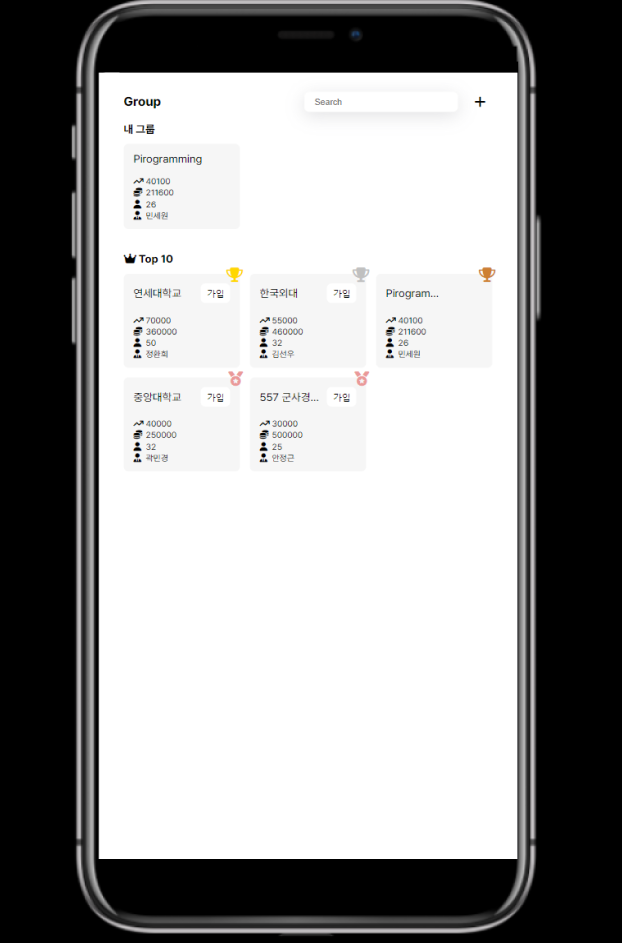 Group
Search
+
내 그룹
Pirogramming
40100
211600
26
민세원
Top 10
연세대학교 가입
70000
360000
50
정완희
한국외대 가입
55000
460000
32
김선우
Pirogram...
40100
211600
26
민세원
중앙대학교 가입
40000
250000
32
곽민경
557 군사경... 가입
30000
500000
25
안정근